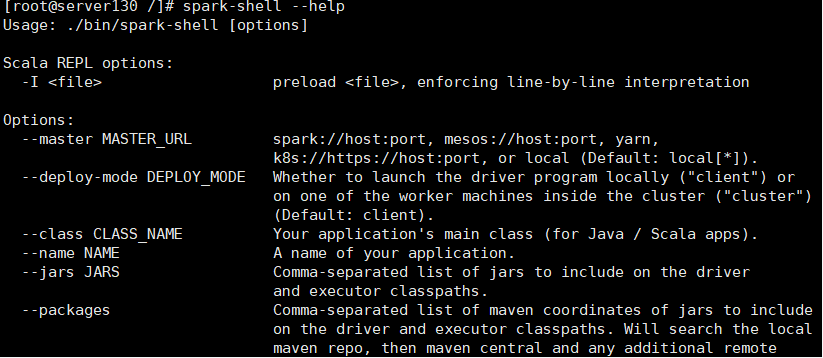 [root@server130 /]# spark-shell --help
Usage: ./bin/spark-shell [options]
Scala REPL options:
-I <file> preload <file>, enforcing line-by-line interpretation
Options:
--master MASTER_URL spark://host:port, mesos://host:port, yarn,
k8s://https://host:port, or local (Default: local[*]).
--deploy-mode DEPLOY_MODE Whether to launch the driver program locally ("client") or
on one of the worker machines inside the cluster ("cluster")
(Default: client).
--class CLASS_NAME Your application's main class (for Java / Scala apps).
--name NAME A name of your application.
--jars JARS Comma-separated list of jars to include on the driver
and executor classpaths.
--packages Comma-separated list of maven coordinates of jars to include
on the driver and executor classpaths. Will search the local
maven repo, then maven central and any additional remote